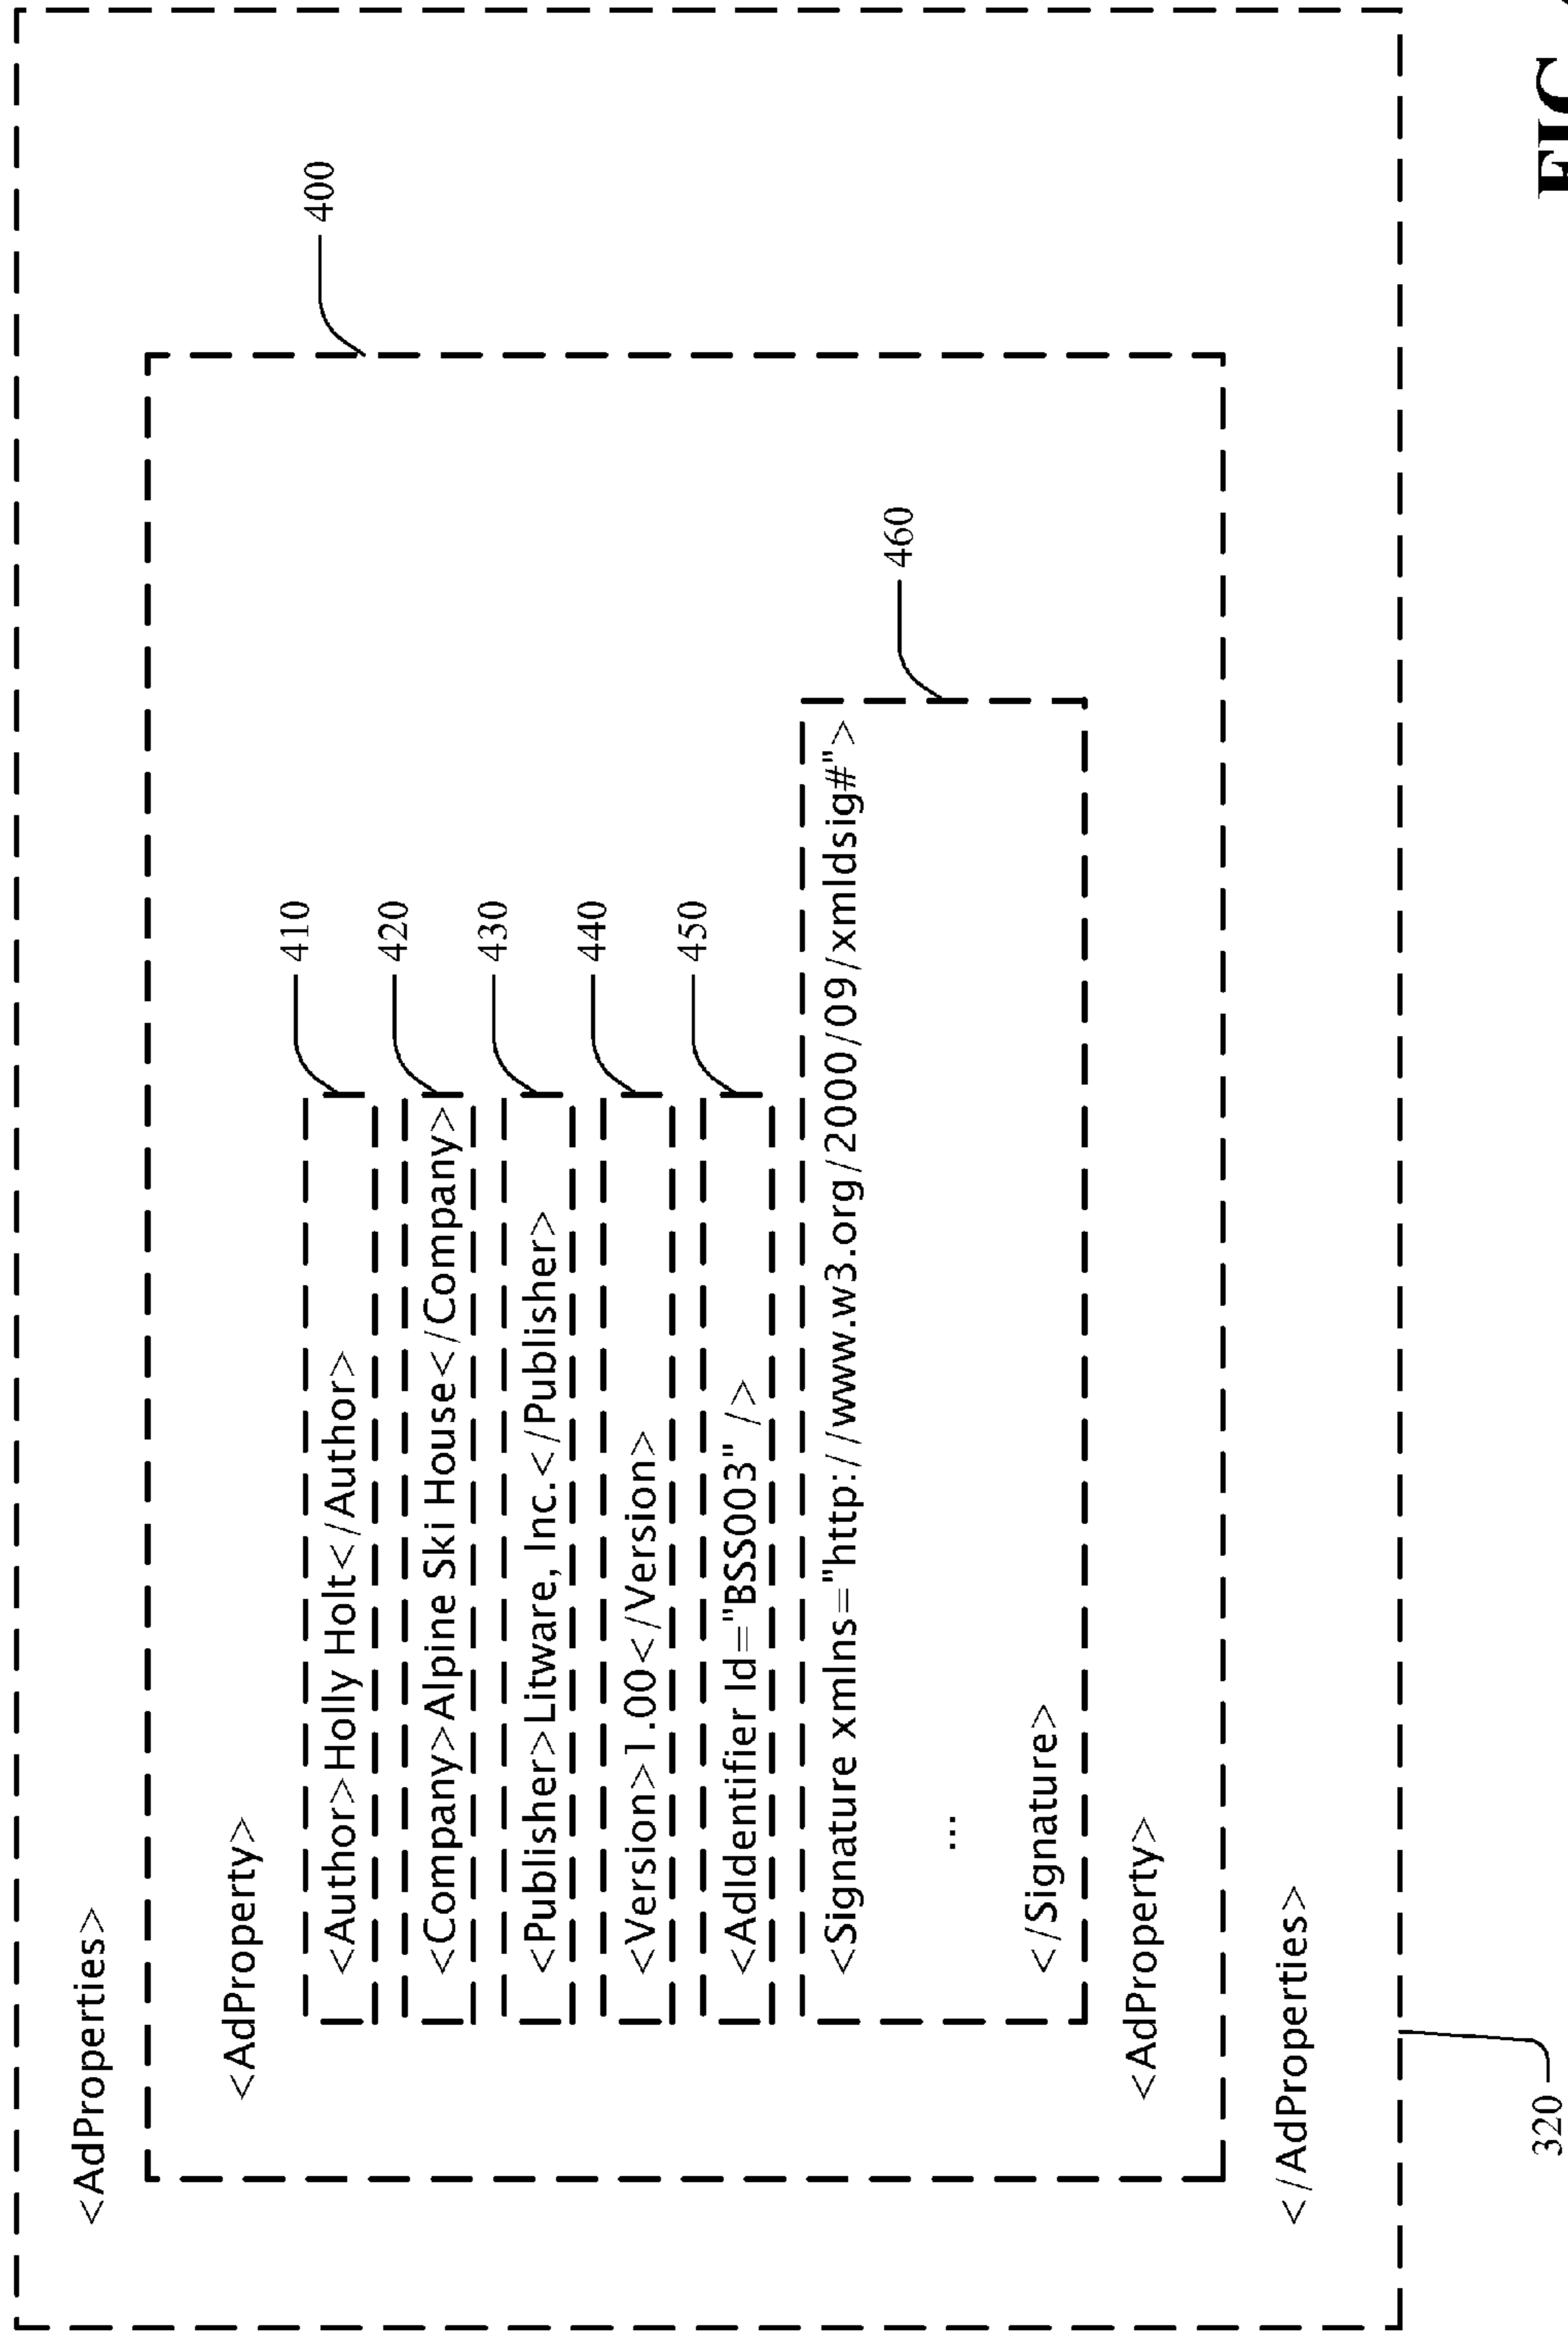 <AdProperties>
400
<AdProperty>
410
<Author>Holly Holt</Author>
420
<Company>Alpine Ski House</Company>
430
<Publisher>Litware, Inc.</Publisher>
440
<Version>1.00</Version>
450
<AdIdentifier Id="BSS003" />
460
<Signature xmlns="http://www.w3.org/2000/09/xmldsig#">
...
</Signature>
<AdProperty>
</AdProperties>
320
FIG